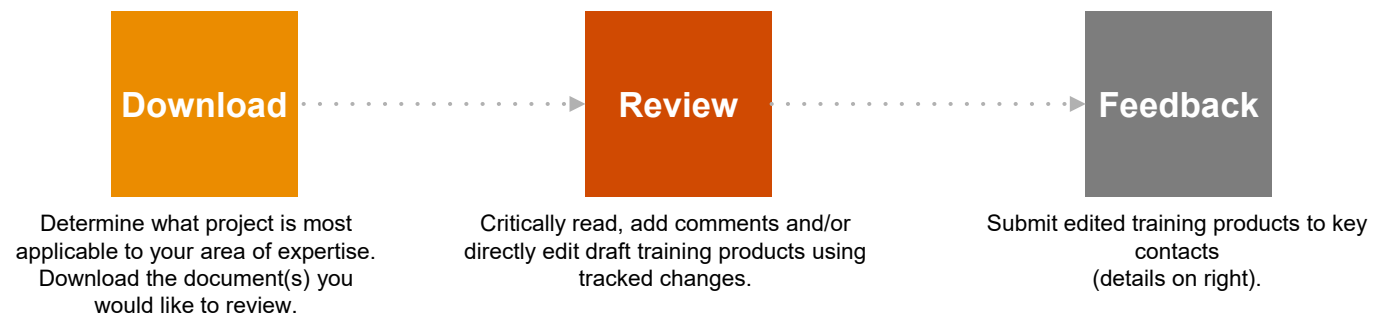 Download
Review
Feedback
Determine what project is most
applicable to your area of expertise.
Download the document(s) you
would like to review.
Critically read, add comments and/or
directly edit draft training products using
tracked changes.
Submit edited training products to key
contacts
(details on right).